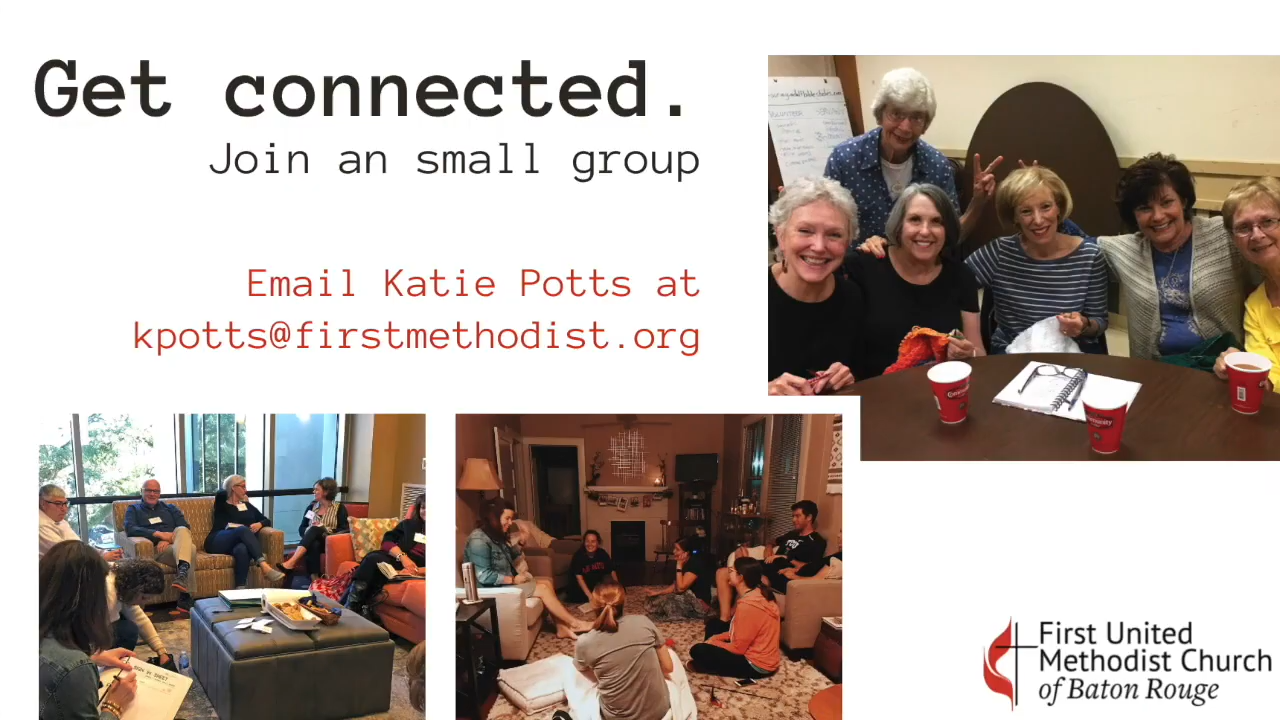 Get connected.
Join an small group
Email Katie Potts at
kpotts@firstmethodist.org
First United
Methodist Church
of Baton Rouge